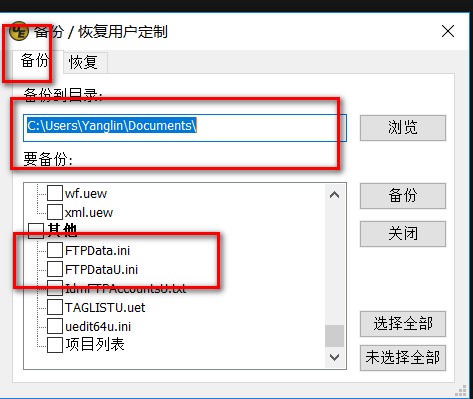 UE 备份 / 恢复用户定制
备份 恢复
备份到目录:
C:\Users\Yanglin\Documents\ 浏览
要备份:
wf.uew 备份
xml.uew
其他 关闭
FTPData.ini
FTPDataU.ini
IdmFTPAccountsU.txt
TAGLISTU.uet
uedit64u.ini 选择全部
项目列表 未选择全部